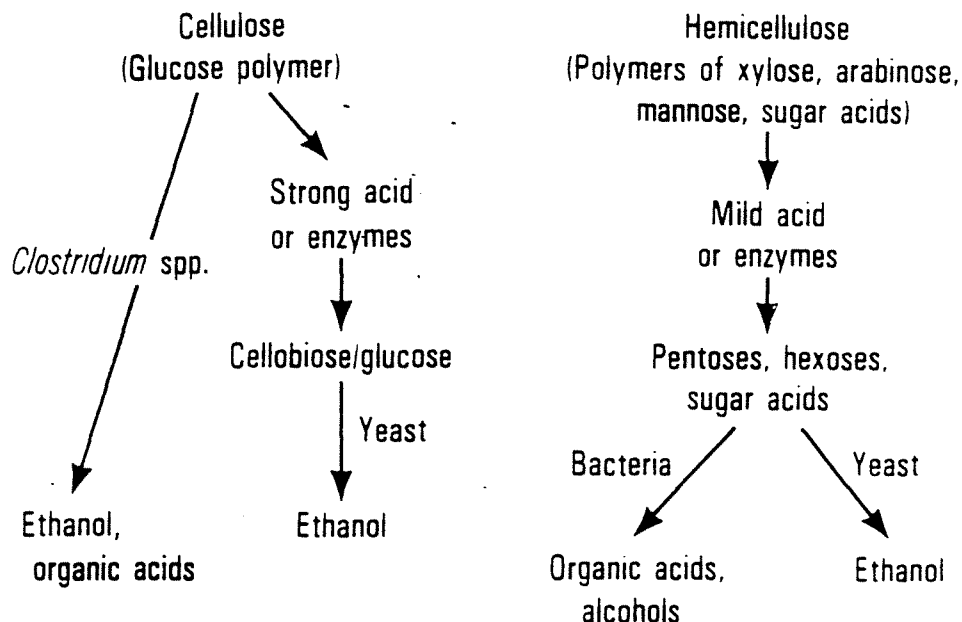 Cellulose
(Glucose polymer)
Strong acid
or enzymes
Clostridium spp.
Cellobiose/glucose
Yeast
Ethanol,
organic acids
Ethanol
Hemicellulose
(Polymers of xylose, arabinose,
mannose, sugar acids)
Mild acid
or enzymes
Pentoses, hexoses,
sugar acids
Bacteria
Yeast
Organic acids,
alcohols
Ethanol